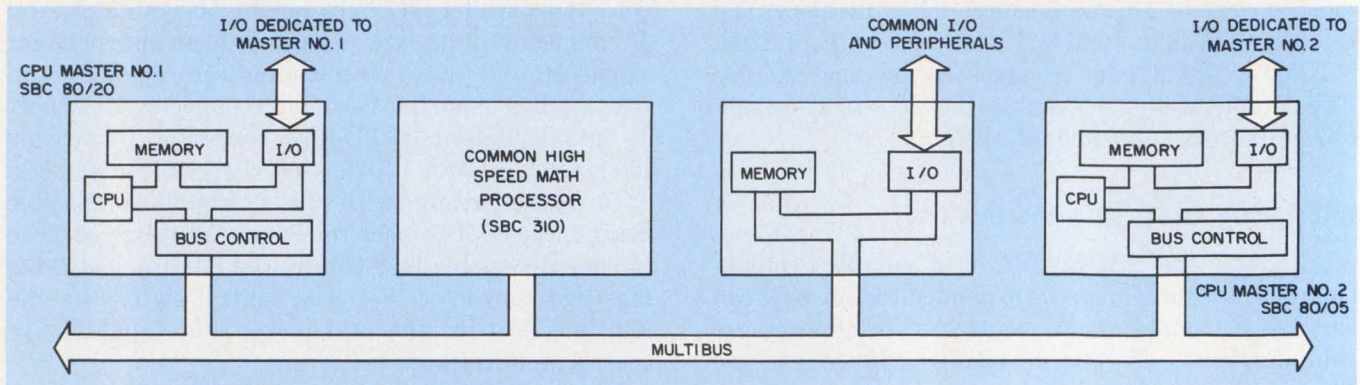 I/O DEDICATED TO
MASTER NO. 1
COMMON I/O
AND PERIPHERALS
I/O DEDICATED TO
MASTER NO. 2
CPU MASTER NO. 1
SBC 80/20
MEMORY
I/O
CPU
BUS CONTROL
COMMON HIGH
SPEED MATH
PROCESSOR
(SBC 310)
MEMORY
I/O
MEMORY
I/O
CPU
BUS CONTROL
CPU MASTER NO. 2
SBC 80/05
MULTIBUS